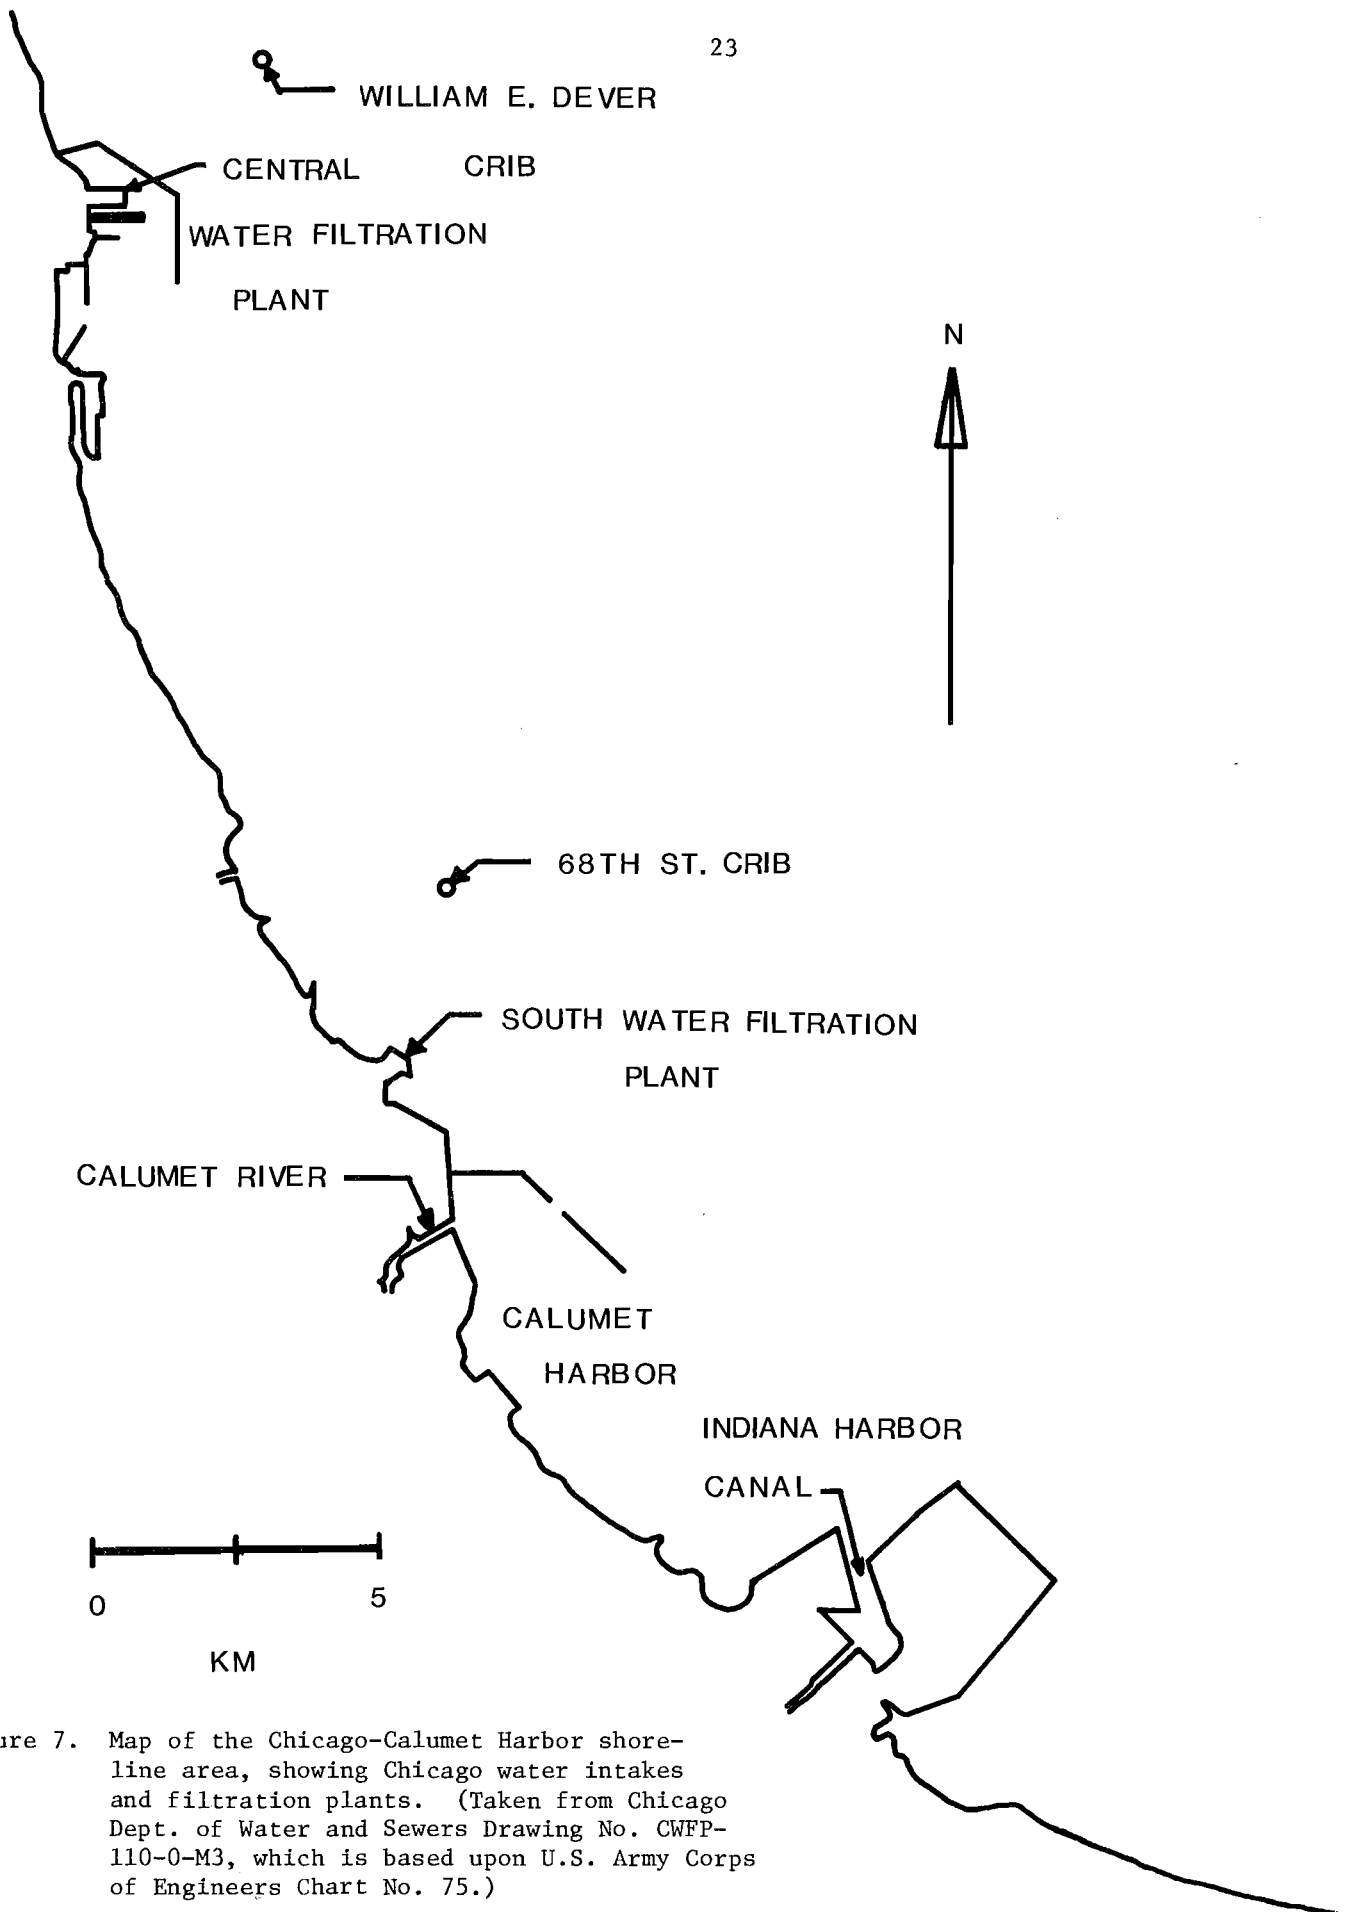 23
WILLIAM E. DEVER
CENTRAL CRIB
WATER FILTRATION
PLANT
N
68TH ST. CRIB
SOUTH WATER FILTRATION
PLANT
CALUMET RIVER
CALUMET
HARBOR
INDIANA HARBOR
CANAL
0 5
KM
ure 7. Map of the Chicago-Calumet Harbor shore-
line area, showing Chicago water intakes
and filtration plants. (Taken from Chicago
Dept. of Water and Sewers Drawing No. CWFP-
110-0-M3, which is based upon U.S. Army Corps
of Engineers Chart No. 75.)